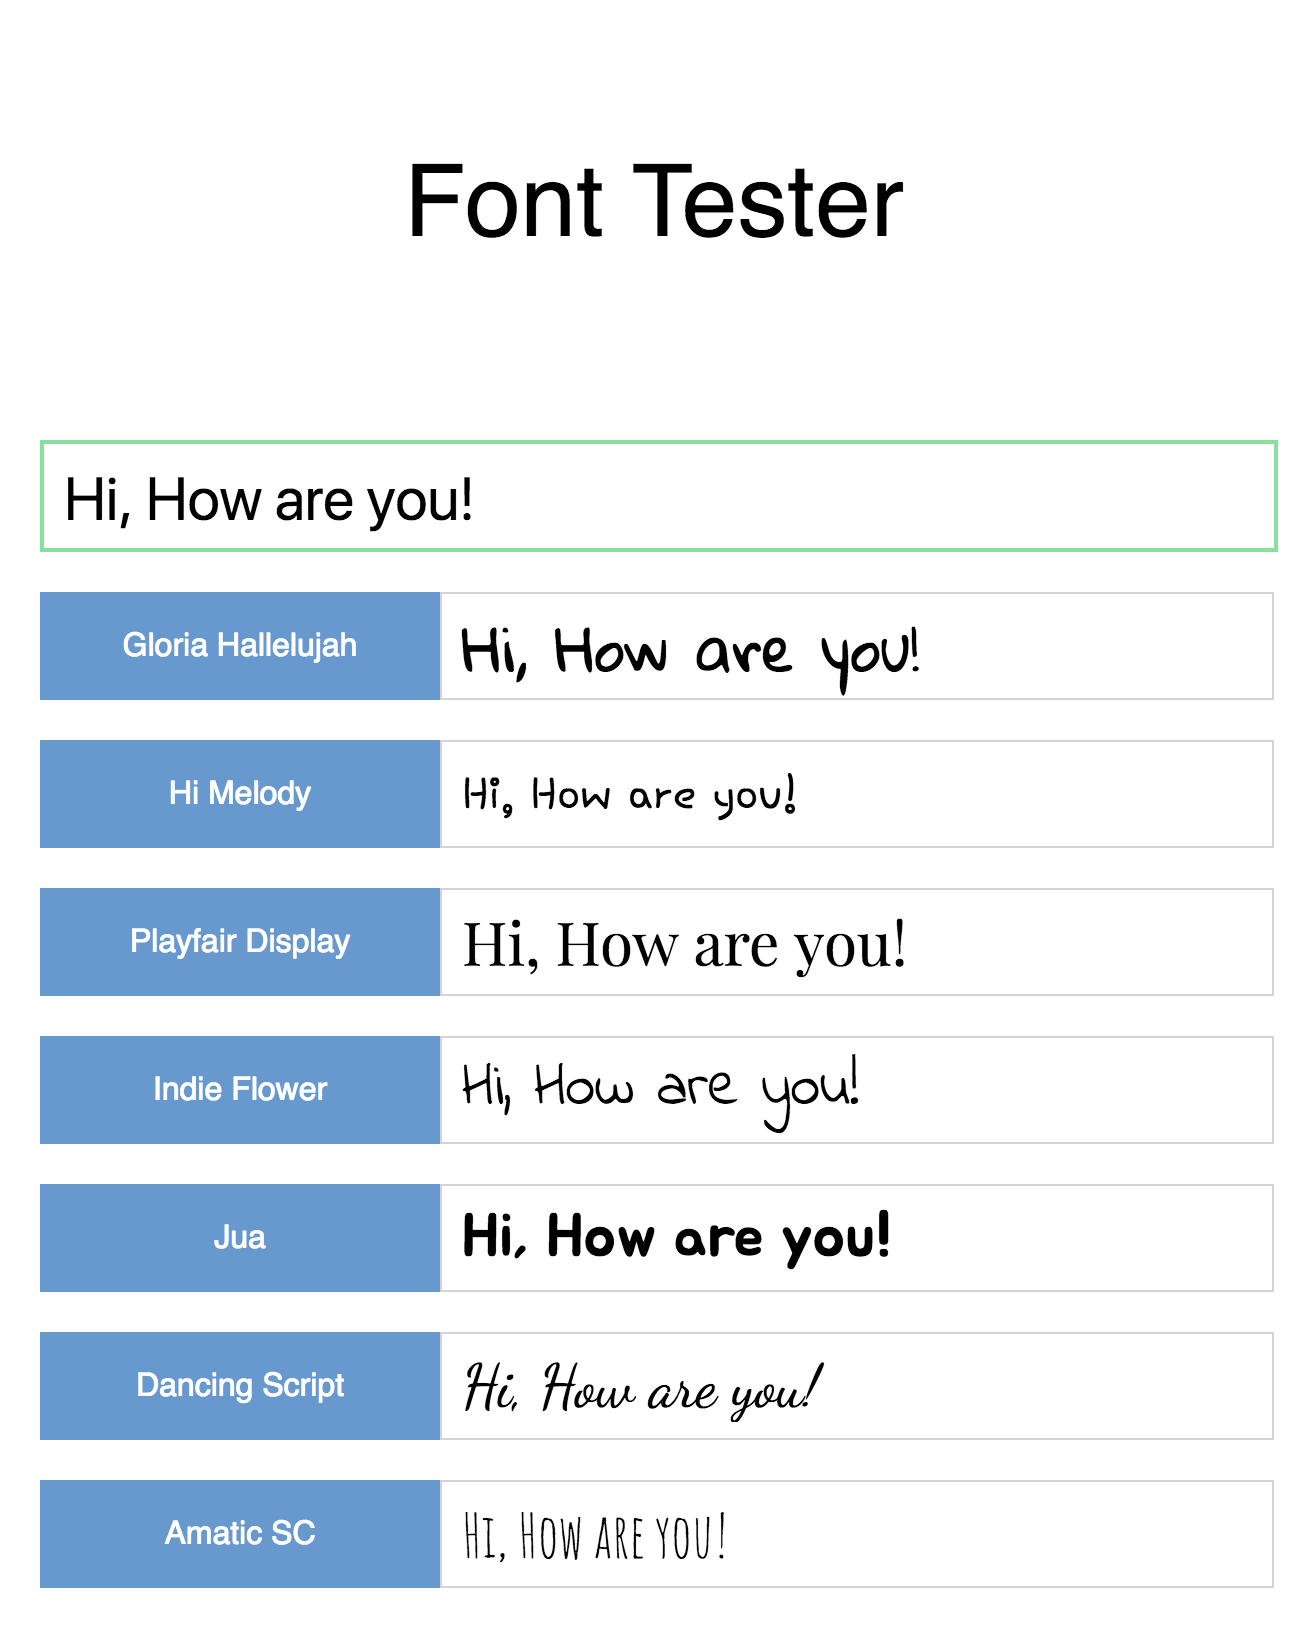 Font Tester
Hi, How are you!
Gloria Hallelujah
Hi, How are you!
Hi Melody
Hi, How are you!
Playfair Display
Hi, How are you!
Indie Flower
Hi, How are you!
Jua
Hi, How are you!
Dancing Script
Hi, How are you!
Amatic SC
Hi, How are you!